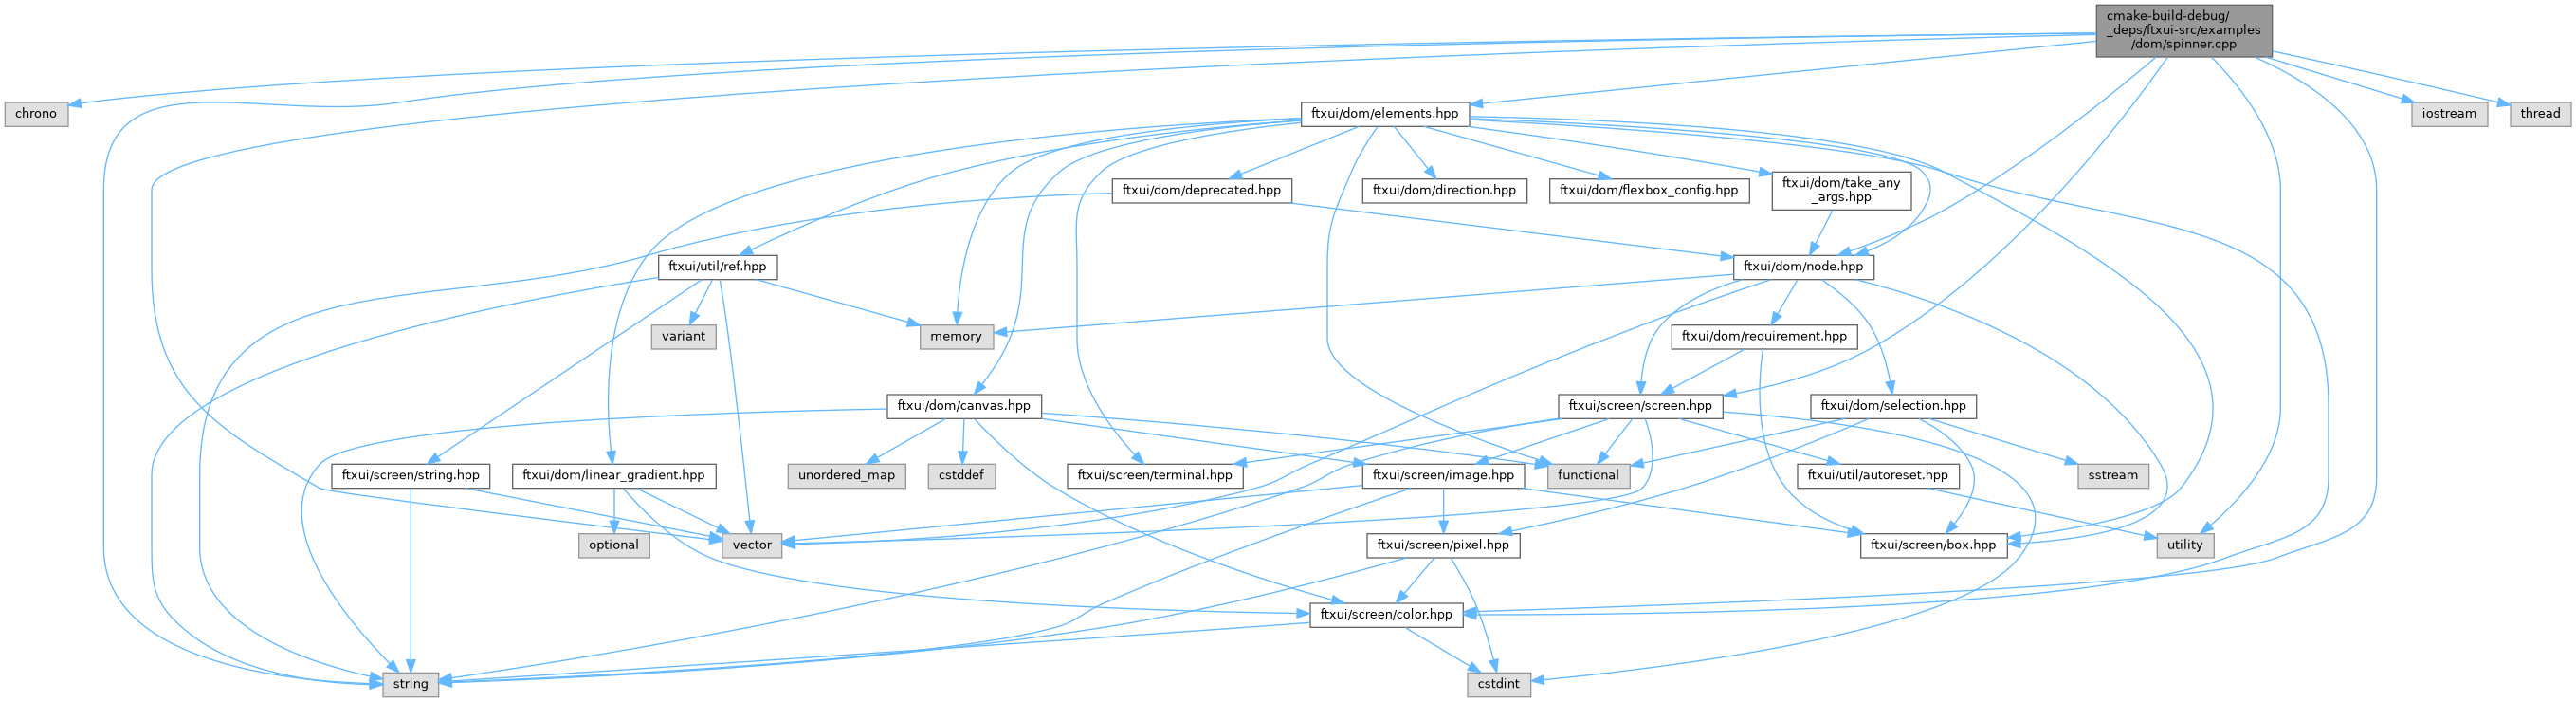 cmake-build-debug/
_deps/ftxui-src/examples
/dom/spinner.cpp
chrono
ftxui/dom/elements.hpp
iostream
thread
ftxui/dom/deprecated.hpp
ftxui/dom/direction.hpp
ftxui/dom/flexbox_config.hpp
ftxui/dom/take_any
_args.hpp
ftxui/util/ref.hpp
ftxui/dom/node.hpp
variant
memory
ftxui/dom/requirement.hpp
ftxui/dom/canvas.hpp
ftxui/screen/screen.hpp
ftxui/dom/selection.hpp
ftxui/screen/string.hpp
ftxui/dom/linear_gradient.hpp
unordered_map
cstddef
ftxui/screen/terminal.hpp
ftxui/screen/image.hpp
functional
ftxui/util/autoreset.hpp
sstream
optional
vector
ftxui/screen/pixel.hpp
ftxui/screen/box.hpp
utility
ftxui/screen/color.hpp
string
cstdint